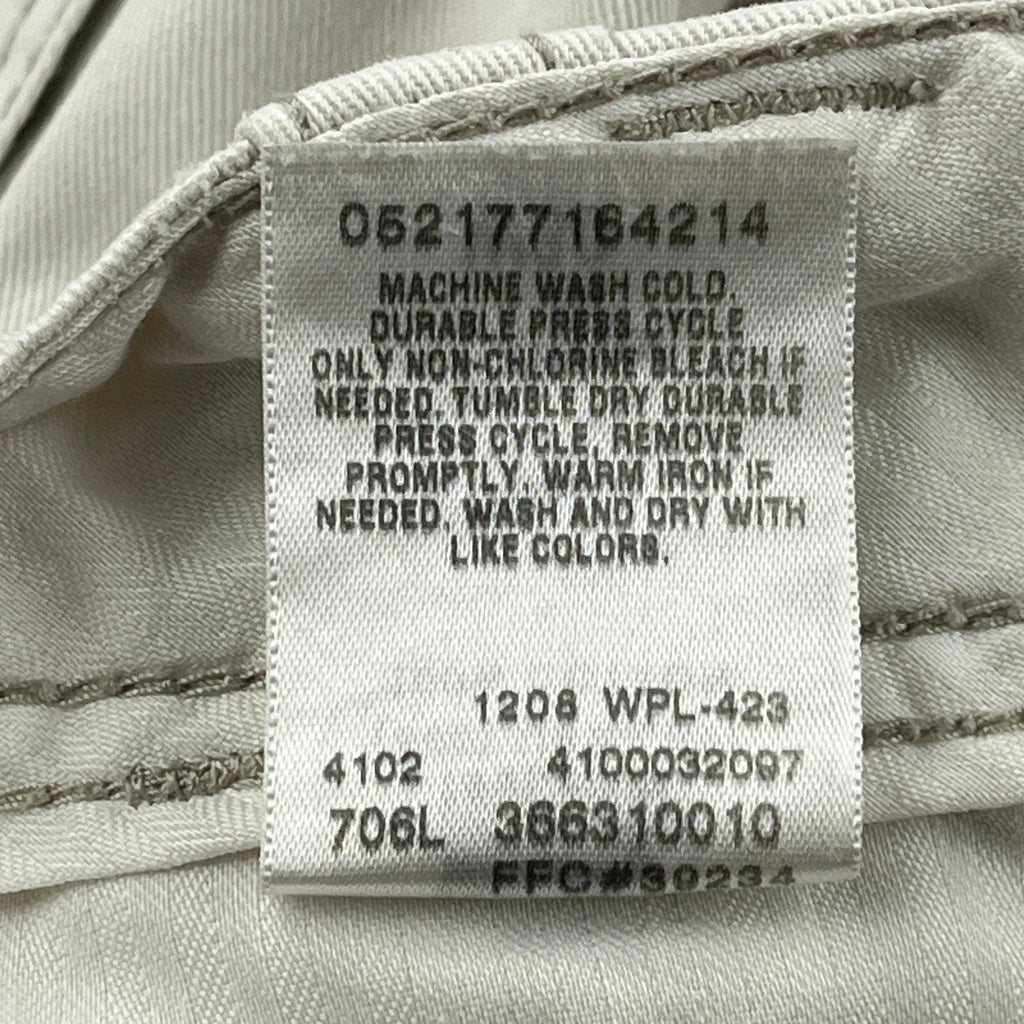 052177164214
MACHINE WASH COLD.
DURABLE PRESS CYCLE
ONLY NON-CHLORINE BLEACH IF
NEEDED. TUMBLE DRY DURABLE
PRESS CYCLE. REMOVE
PROMPTLY. WARM IRON IF
NEEDED. WASH AND DRY WITH
LIKE COLORS.
1208 WPL-423
4102 4100032097
706L 366310010
FFC#39234